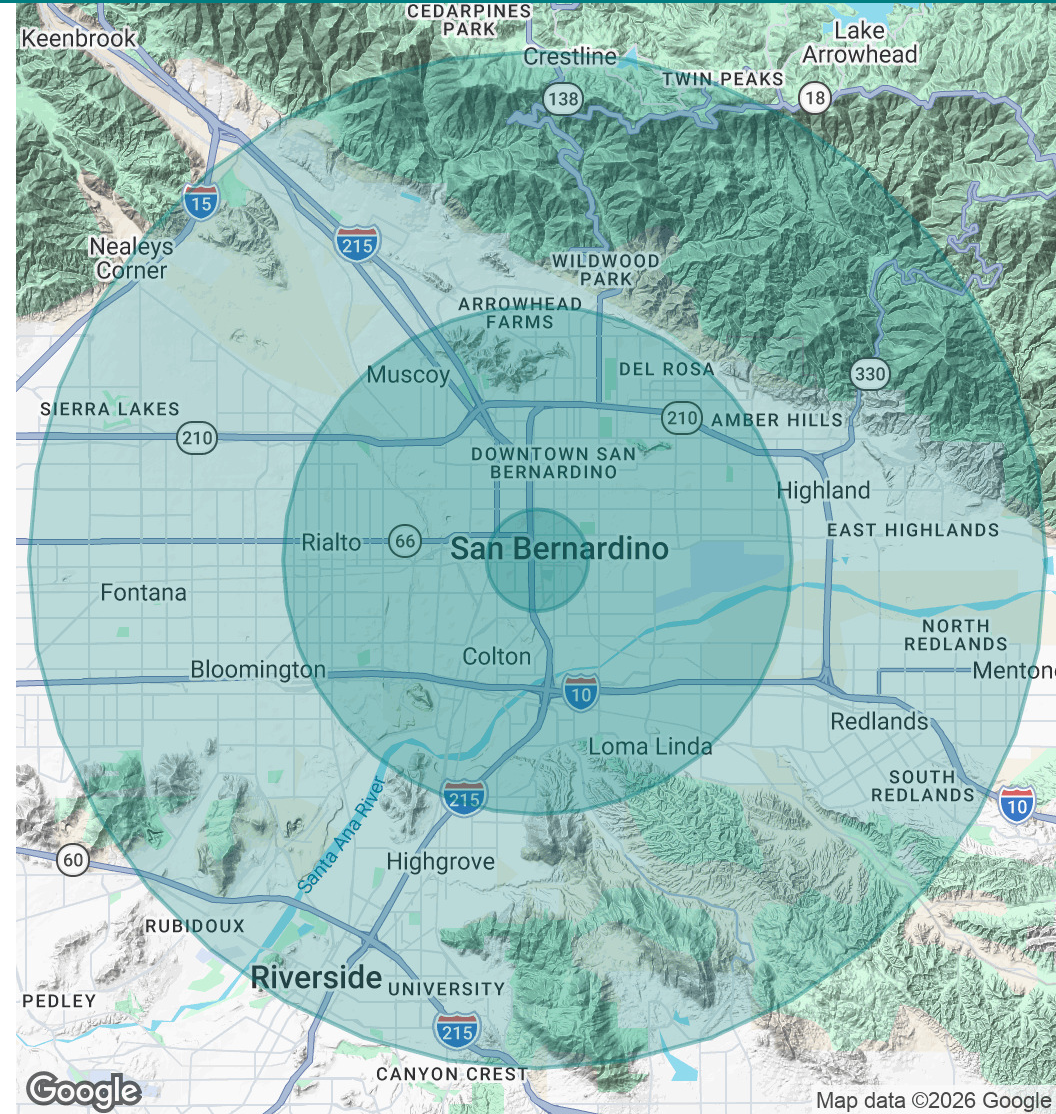 CEDARPINES
PARK
Keenbrook
Lake
Arrowhead
Crestline
TWIN PEAKS
138
18
15
215
Nealeys
Corner
WILDWOOD
PARK
ARROWHEAD
FARMS
Muscoy
DEL ROSA
330
SIERRA LAKES
210
210
AMBER HILLS
DOWNTOWN SAN
BERNARDINO
Highland
EAST HIGHLANDS
Rialto
66
San Bernardino
Fontana
NORTH
REDLANDS
Colton
Bloomington
Mentone
10
Redlands
Loma Linda
SOUTH
REDLANDS
215
10
Santa Ana River
60
Highgrove
RUBIDOUX
Riverside
UNIVERSITY
PEDLEY
215
CANYON CREST
Google
Map data ©2026 Google